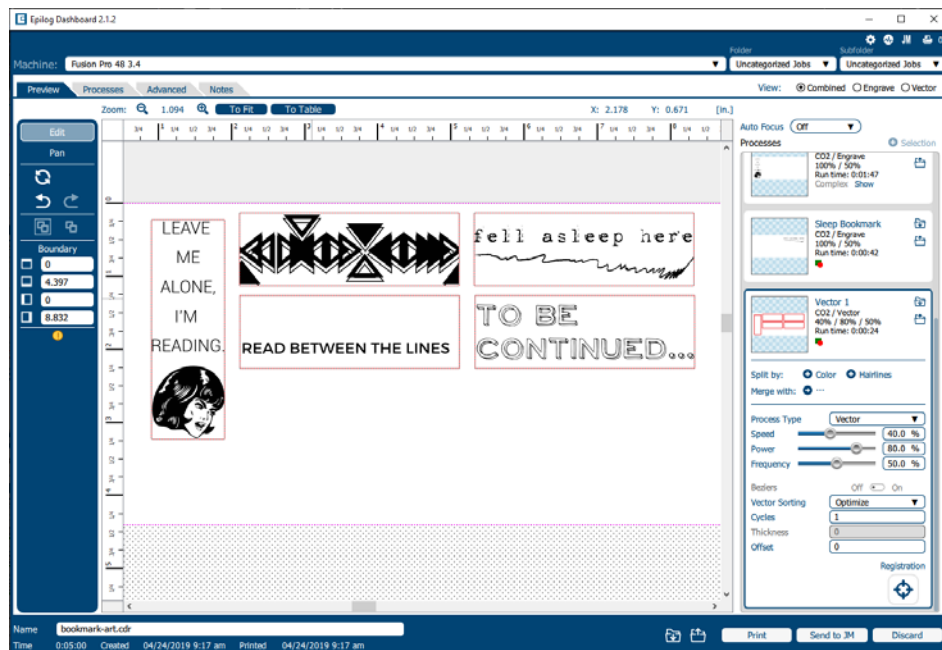 Epilog Dashboard 2.1.2
Folder Subfolder
Machine: Fusion Pro 48 3.4 Uncategorized Jobs Uncategorized Jobs
Preview Processes Advanced Notes View: Combined Engrave Vector
Zoom: 1.094 To Fit To Table X: 2.178 Y: 0.671 [in.]
Edit
Pan
Boundary
0
4.397
0
8.832
LEAVE
ME
ALONE,
I'M
READING.
fell asleep here
READ BETWEEN THE LINES
TO BE
CONTINUED...
Auto Focus Off
Processes Selection
CO2 / Engrave
100% / 50%
Run time: 0:01:47
Complex Show
Sleep Bookmark
CO2 / Engrave
100% / 50%
Run time: 0:00:42
Vector 1
CO2 / Vector
40% / 80% / 50%
Run time: 0:00:24
Split by: Color Hairlines
Merge with: ...
Process Type Vector
Speed 40.0 %
Power 80.0 %
Frequency 50.0 %
Beziers Off On
Vector Sorting Optimize
Cycles 1
Thickness 0
Offset 0
Registration
Name bookmark-art.cdr
Time 0:05:00 Created 04/24/2019 9:17 am Printed 04/24/2019 9:17 am
Print Send to JM Discard